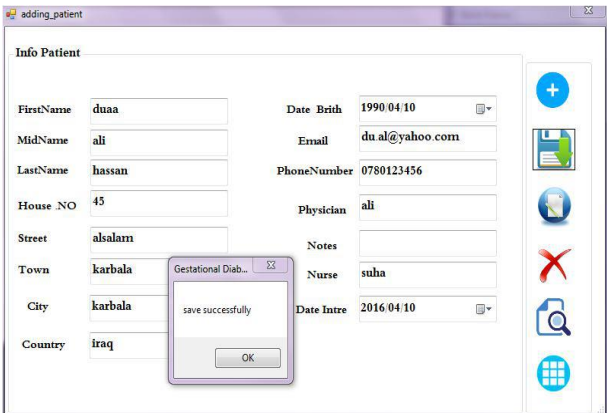 adding_patient
Info Patient
FirstName duaa
MidName ali
LastName hassan
House .NO 45
Street alsalam
Town karbala
City karbala
Country iraq
Date Brith 1990/04/10
Email du.al@yahoo.com
PhoneNumber 0780123456
Physician ali
Notes
Nurse suha
Date Intre 2016/04/10
Gestational Diab...
save successfully
OK